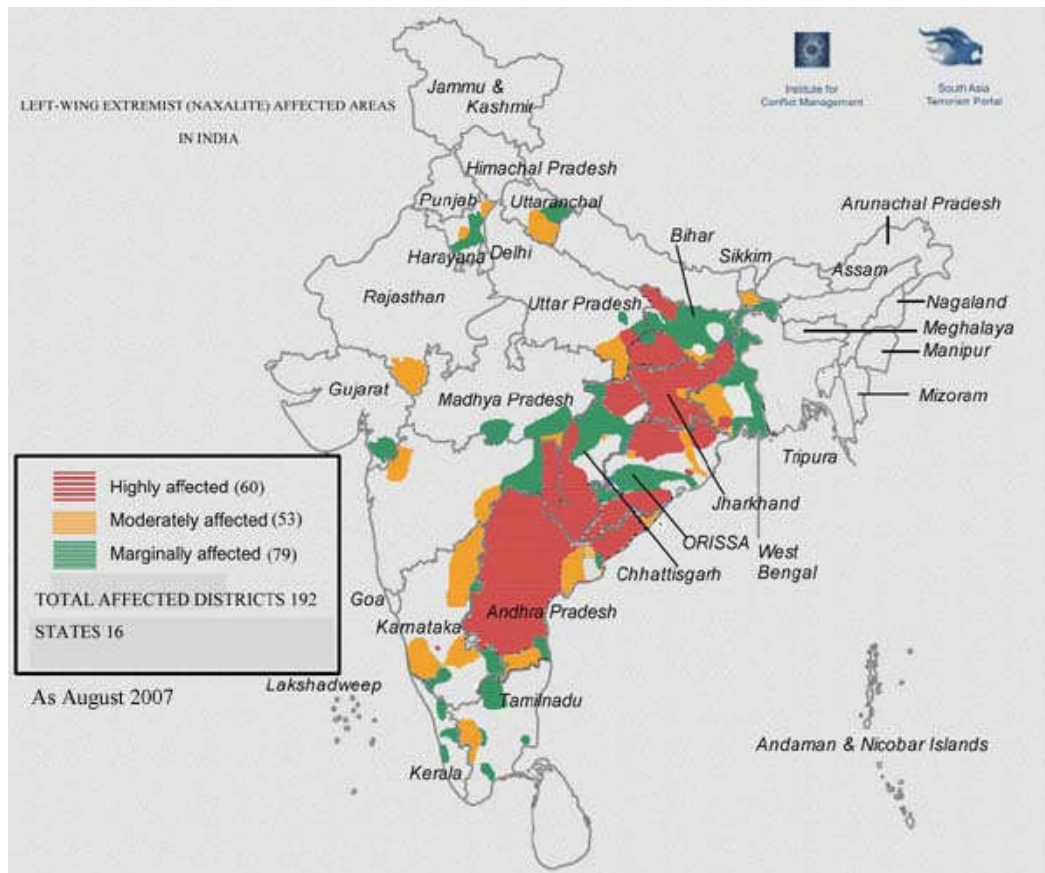 Institute for
Conflict Management
South Asia
Terrorism Portal
LEFT-WING EXTREMIST (NAXALITE) AFFECTED AREAS
IN INDIA
Jammu &
Kashmir
Himachal Pradesh
Punjab
Uttaranchal
Arunachal Pradesh
Bihar
Sikkim
Harayana
Delhi
Assam
Rajasthan
Uttar Pradesh
Nagaland
Meghalaya
Manipur
Gujarat
Madhya Pradesh
Mizoram
Tripura
Highly affected (60)
Moderately affected (53)
Marginally affected (79)
TOTAL AFFECTED DISTRICTS 192
STATES 16
As August 2007
Jharkhand
ORISSA
West
Bengal
Chhattisgarh
Goa
Andhra Pradesh
Karnataka
Lakshadweep
Tamilnadu
Andaman & Nicobar Islands
Kerala